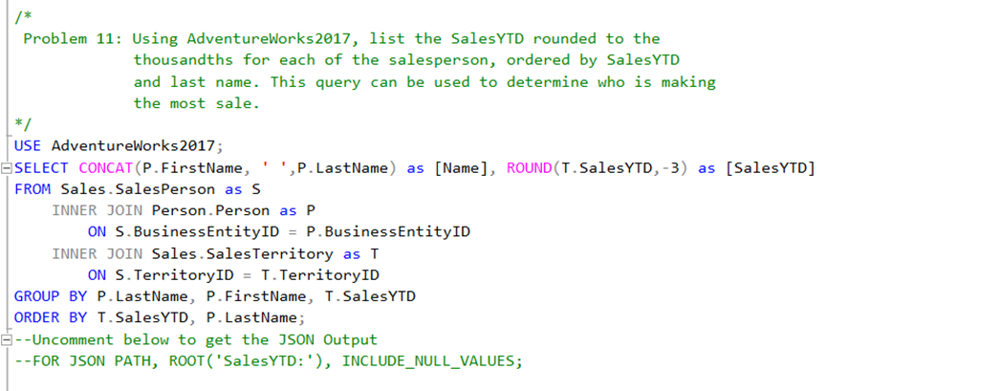 /*
Problem 11: Using AdventureWorks2017, list the SalesYTD rounded to the
thousandths for each of the salesperson, ordered by SalesYTD
and last name. This query can be used to determine who is making
the most sale.
*/
USE AdventureWorks2017;
SELECT CONCAT(P.FirstName, ' ',P.LastName) as [Name], ROUND(T.SalesYTD,-3) as [SalesYTD]
FROM Sales.SalesPerson as S
INNER JOIN Person.Person as P
ON S.BusinessEntityID = P.BusinessEntityID
INNER JOIN Sales.SalesTerritory as T
ON S.TerritoryID = T.TerritoryID
GROUP BY P.LastName, P.FirstName, T.SalesYTD
ORDER BY T.SalesYTD, P.LastName;
--Uncomment below to get the JSON Output
--FOR JSON PATH, ROOT('SalesYTD:'), INCLUDE_NULL_VALUES;